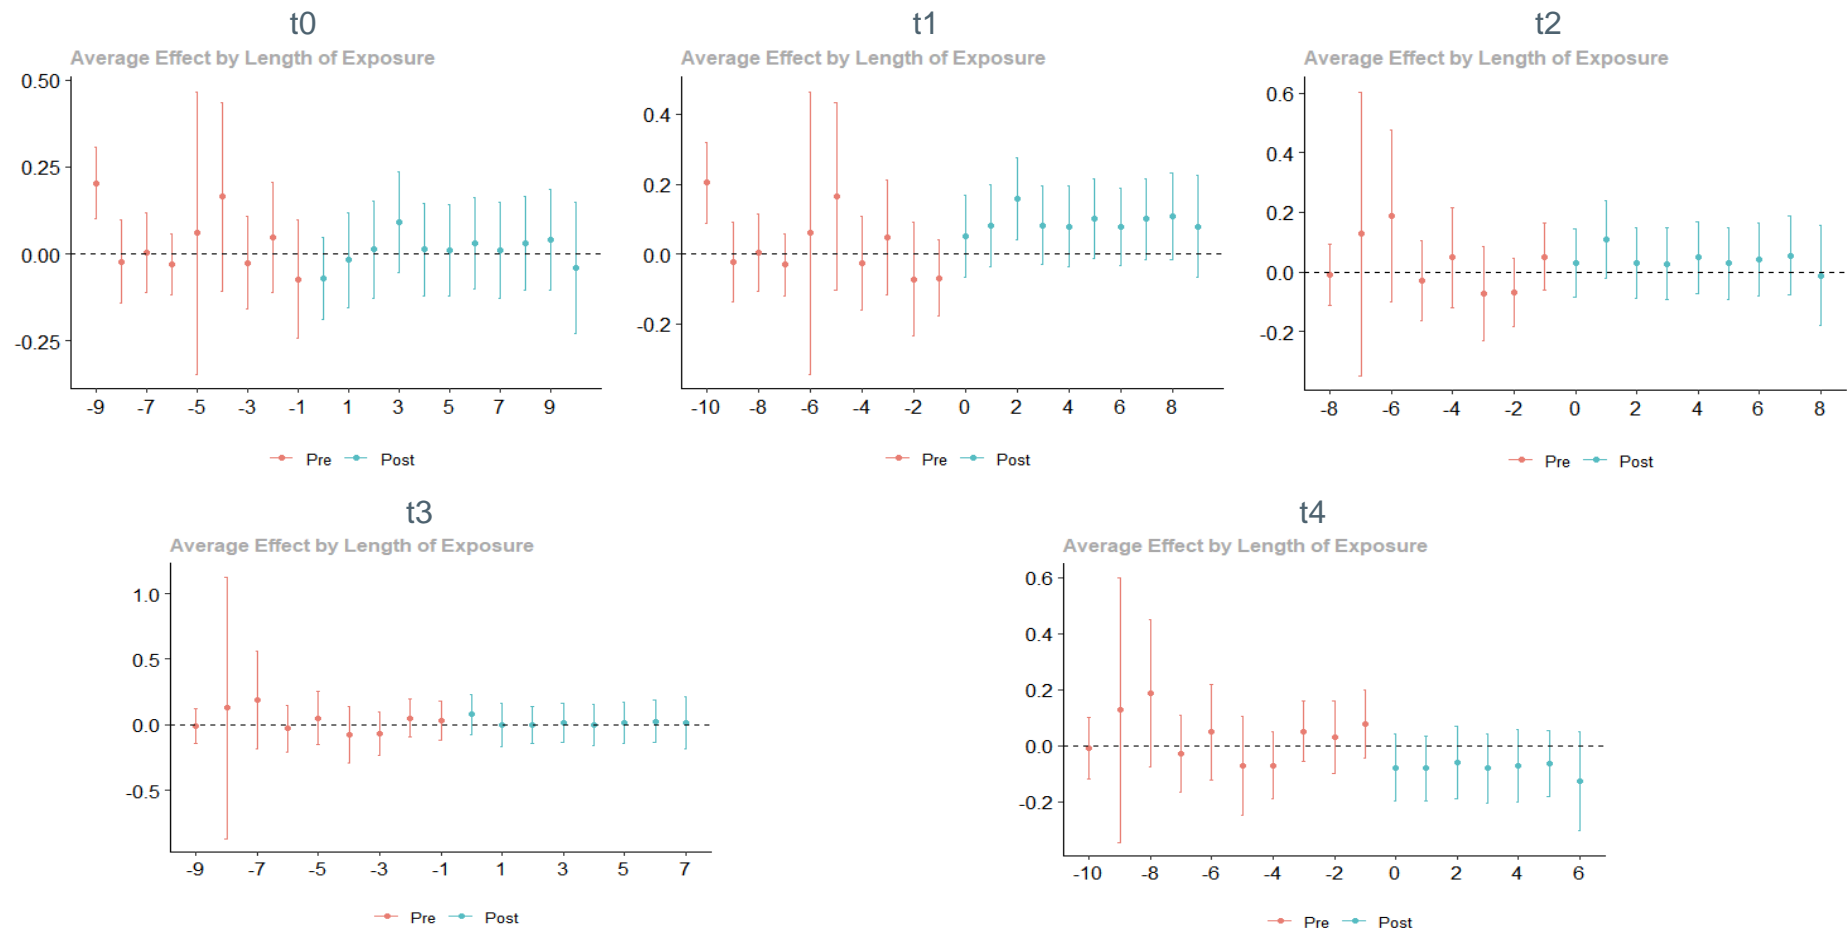 t0
Average Effect by Length of Exposure
0.50
0.25
0.00
-0.25
-9 -7 -5 -3 -1 1 3 5 7 9
Pre Post
t1
Average Effect by Length of Exposure
0.4
0.2
0.0
-0.2
-10 -8 -6 -4 -2 0 2 4 6 8
Pre Post
t2
Average Effect by Length of Exposure
0.6
0.4
0.2
0.0
-0.2
-8 -6 -4 -2 0 2 4 6 8
Pre Post
t3
Average Effect by Length of Exposure
1.0
0.5
0.0
-0.5
-9 -7 -5 -3 -1 1 3 5 7
Pre Post
t4
Average Effect by Length of Exposure
0.6
0.4
0.2
0.0
-0.2
-10 -8 -6 -4 -2 0 2 4 6
Pre Post